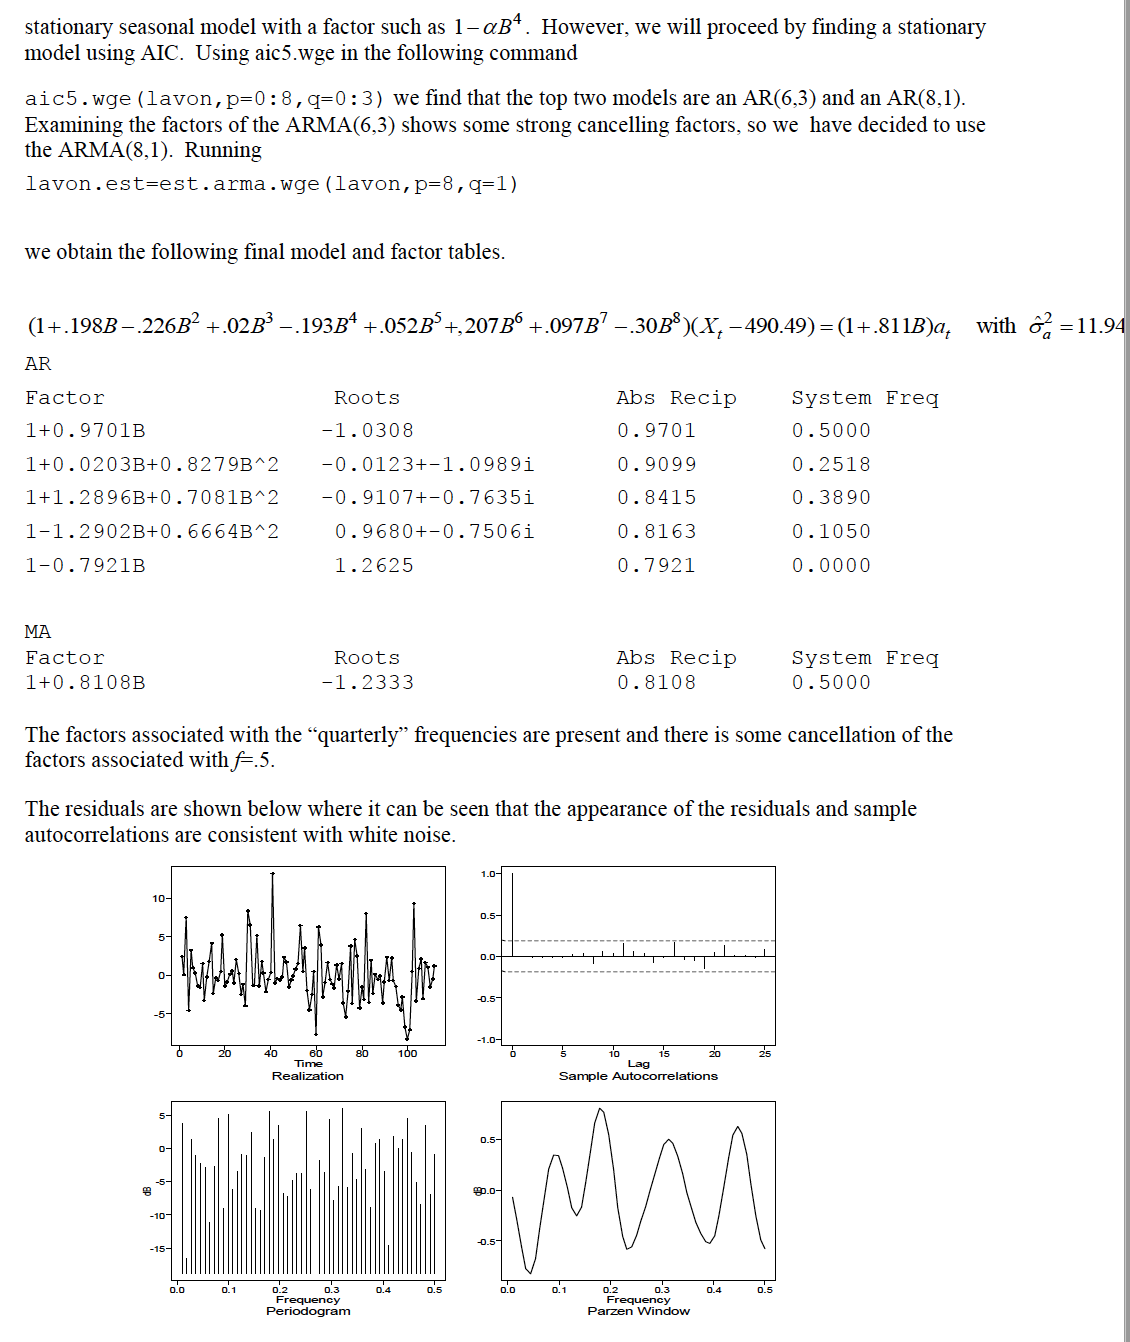 stationary seasonal model with a factor such as 1−αB⁴ .  However, we will proceed by finding a stationary
model using AIC.  Using aic5.wge in the following command
aic5.wge(lavon,p=0:8,q=0:3) we find that the top two models are an AR(6,3) and an AR(8,1).
Examining the factors of the ARMA(6,3) shows some strong cancelling factors, so we  have decided to use
the ARMA(8,1).  Running
lavon.est=est.arma.wge(lavon,p=8,q=1)
we obtain the following final model and factor tables.
(1+.198B−.226B²+.02B³−.193B⁴+.052B⁵+,207B⁶+.097B⁷−.30B⁸)(Xₜ−490.49)=(1+.811B)aₜ   with σ̂ₐ²=11.94
AR
Factor Roots Abs Recip System Freq
1+0.9701B -1.0308 0.9701 0.5000
1+0.0203B+0.8279B^2 -0.0123+-1.0989i 0.9099 0.2518
1+1.2896B+0.7081B^2 -0.9107+-0.7635i 0.8415 0.3890
1-1.2902B+0.6664B^2 0.9680+-0.7506i 0.8163 0.1050
1-0.7921B 1.2625 0.7921 0.0000
MA
Factor Roots Abs Recip System Freq
1+0.8108B -1.2333 0.8108 0.5000
The factors associated with the “quarterly” frequencies are present and there is some cancellation of the
factors associated with f=.5.
The residuals are shown below where it can be seen that the appearance of the residuals and sample
autocorrelations are consistent with white noise.
10
5
0
-5
0 20 40 60 80 100
Time
Realization
1.0
0.5
0.0
-0.5
-1.0
0 5 10 15 20 25
Lag
Sample Autocorrelations
5
0
-5
-10
-15
dB
0.0 0.1 0.2 0.3 0.4 0.5
Frequency
Periodogram
0.5
0.0
-0.5
dB
0.0 0.1 0.2 0.3 0.4 0.5
Frequency
Parzen Window